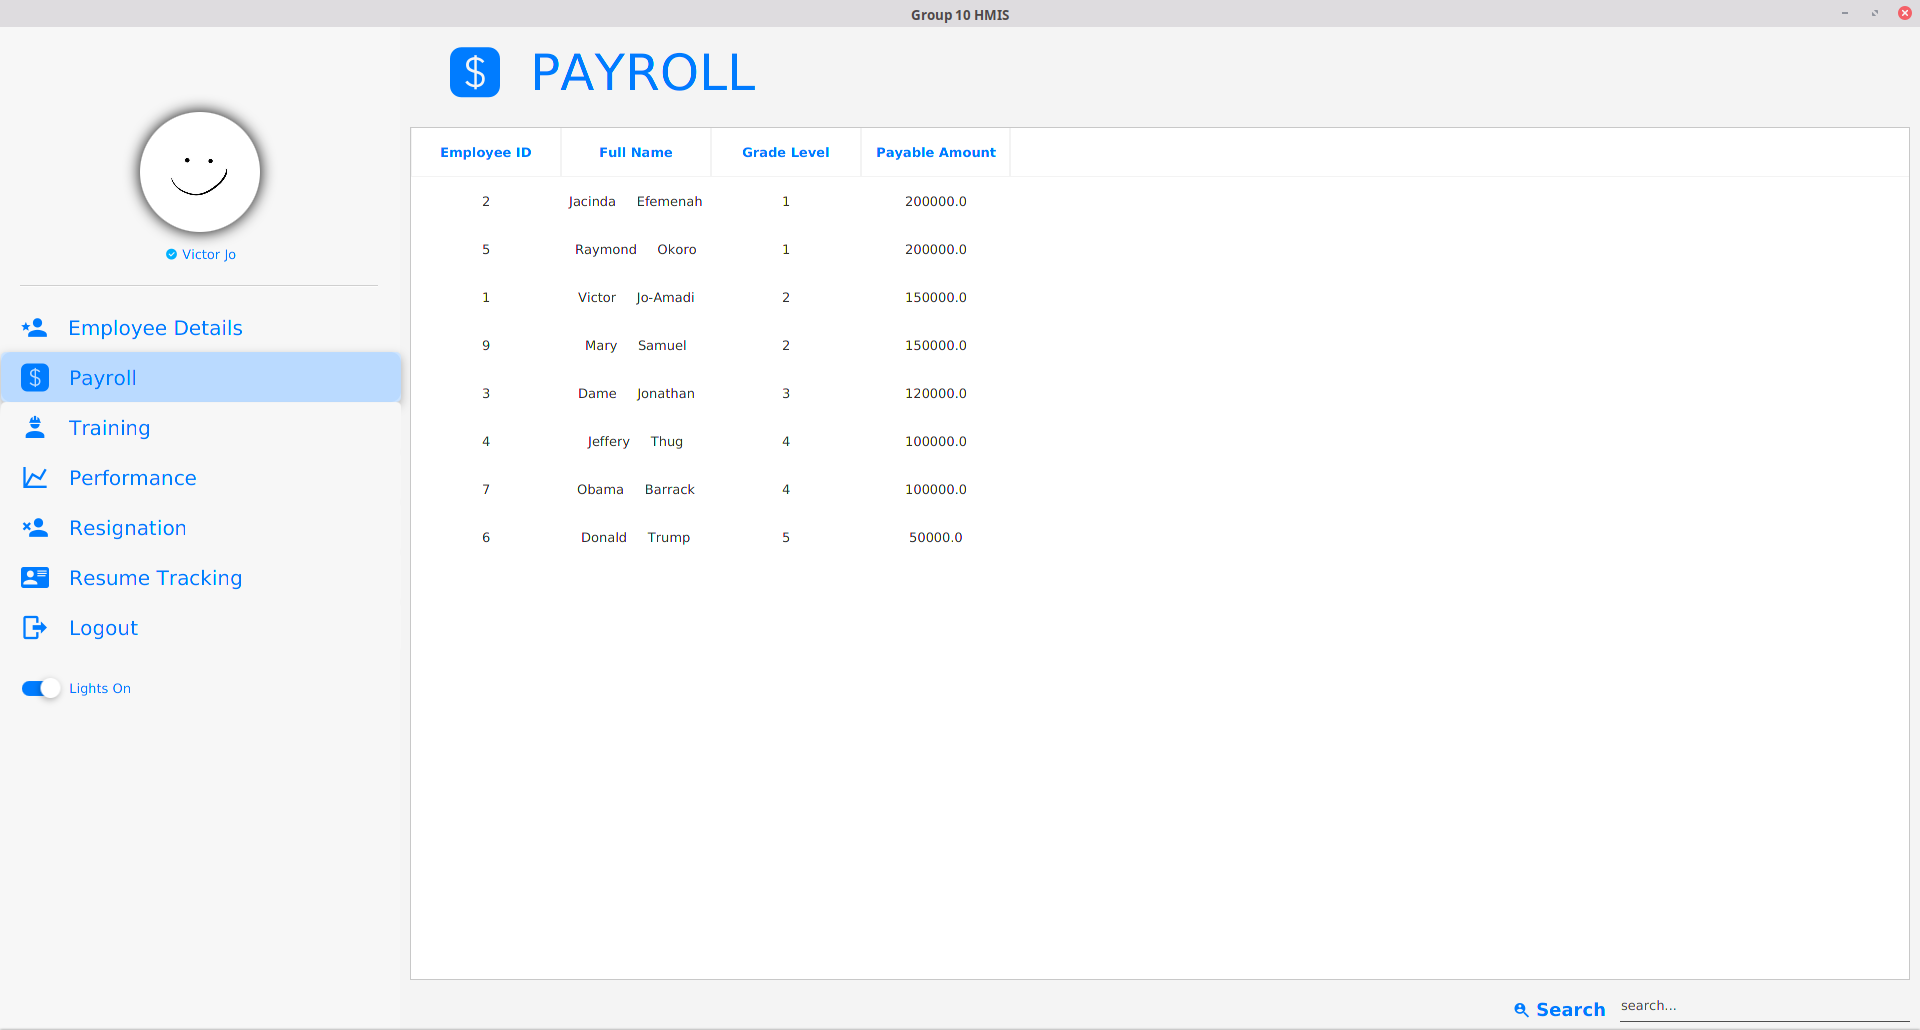 Group 10 HMIS
$ PAYROLL
Victor Jo
Employee Details
$ Payroll
Training
Performance
Resignation
Resume Tracking
Logout
Lights On
Employee ID Full Name Grade Level Payable Amount
2 Jacinda Efemenah 1 200000.0
5 Raymond Okoro 1 200000.0
1 Victor Jo-Amadi 2 150000.0
9 Mary Samuel 2 150000.0
3 Dame Jonathan 3 120000.0
4 Jeffery Thug 4 100000.0
7 Obama Barrack 4 100000.0
6 Donald Trump 5 50000.0
Search search...